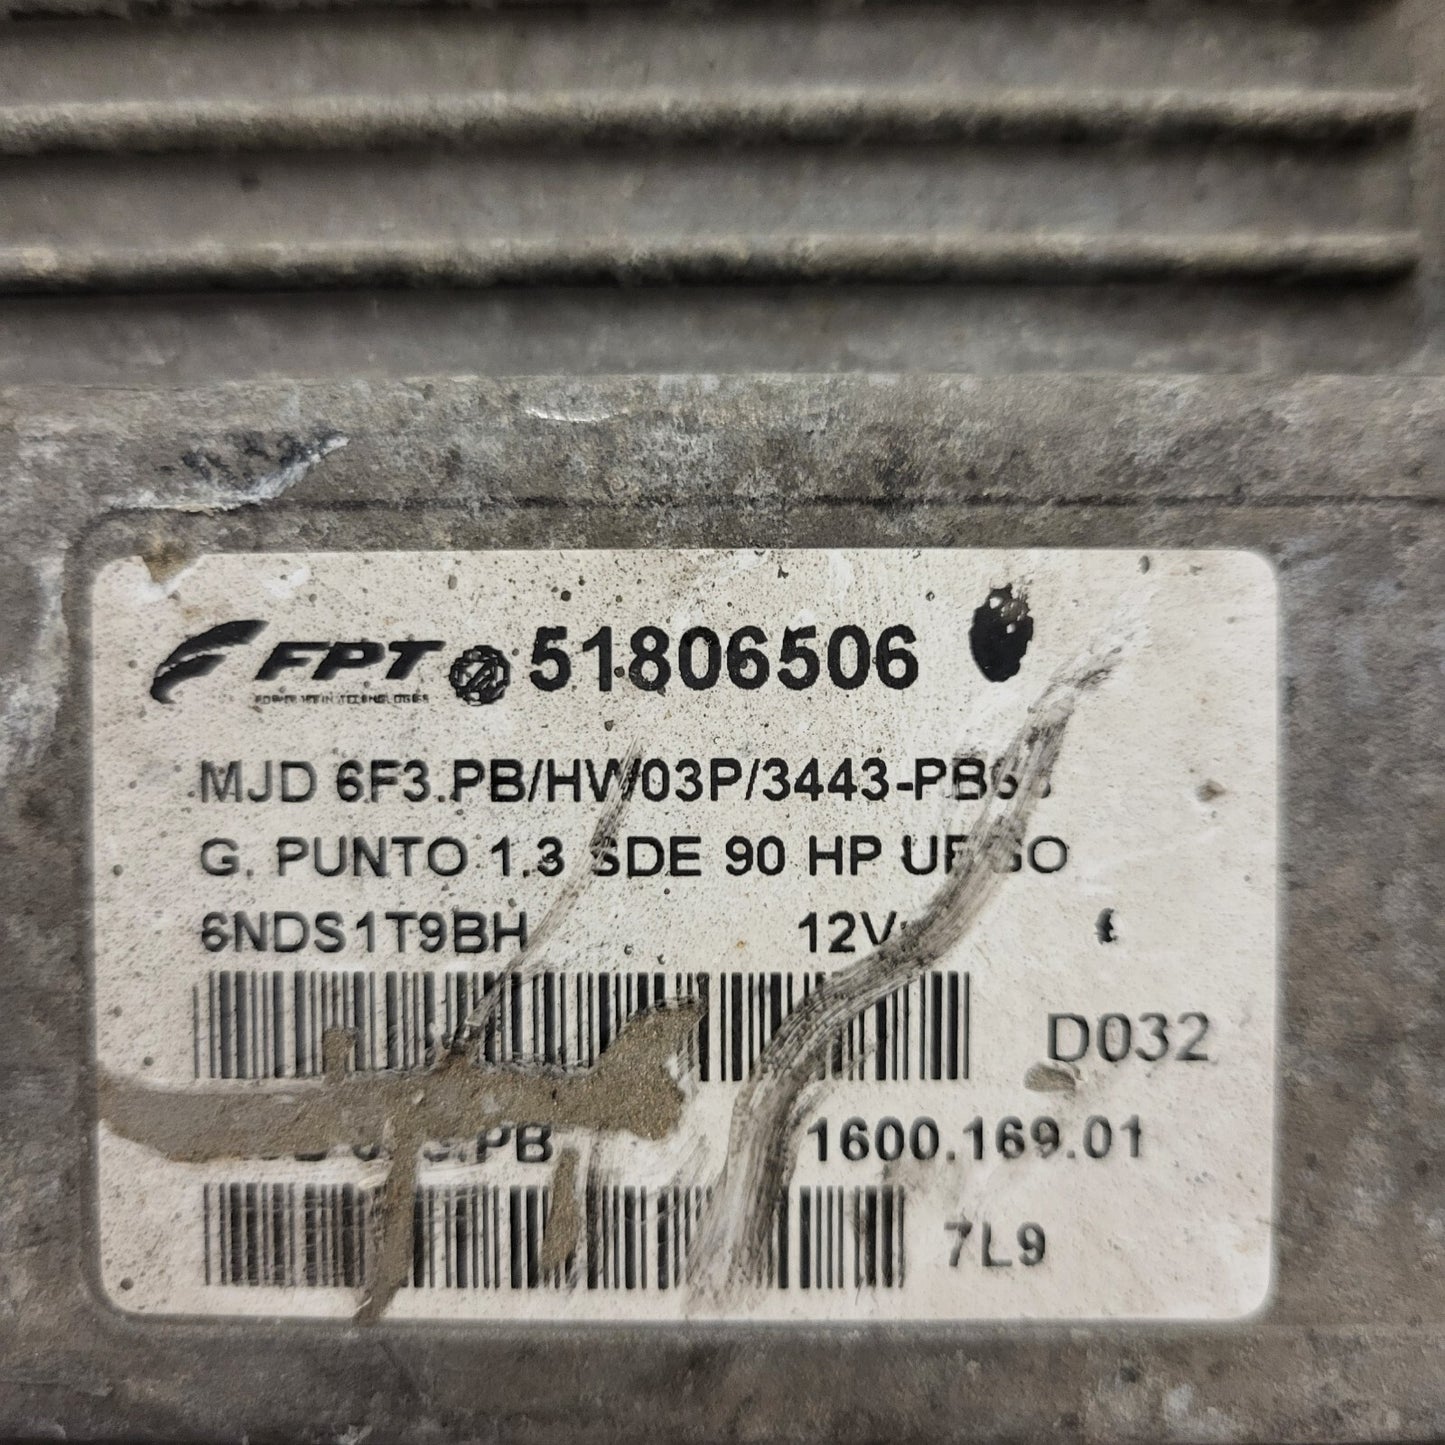 FPT 51806506
MJD 6F3.PB/HW03P/3443-
G. PUNTO 1.3 SDE 90 HP
6NDS1T9BH 12V
D032
1600.169.01
7L9